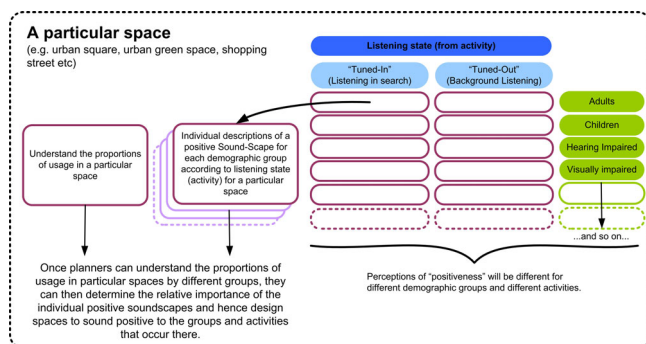 A particular space
(e.g. urban square, urban green space, shopping
street etc)
Listening state (from activity)
“Tuned-In”
(Listening in search)
“Tuned-Out”
(Background Listening)
Adults
Children
Hearing Impaired
Visually impaired
...and so on...
Understand the proportions
of usage in a particular
space
Individual descriptions of a
positive Sound-Scape for
each demographic group
according to listening state
(activity) for a particular
space
Once planners can understand the proportions of
usage in particular spaces by different groups, they
can then determine the relative importance of the
individual positive soundscapes and hence design
spaces to sound positive to the groups and activities
that occur there.
Perceptions of “positiveness” will be different for
different demographic groups and different activities.